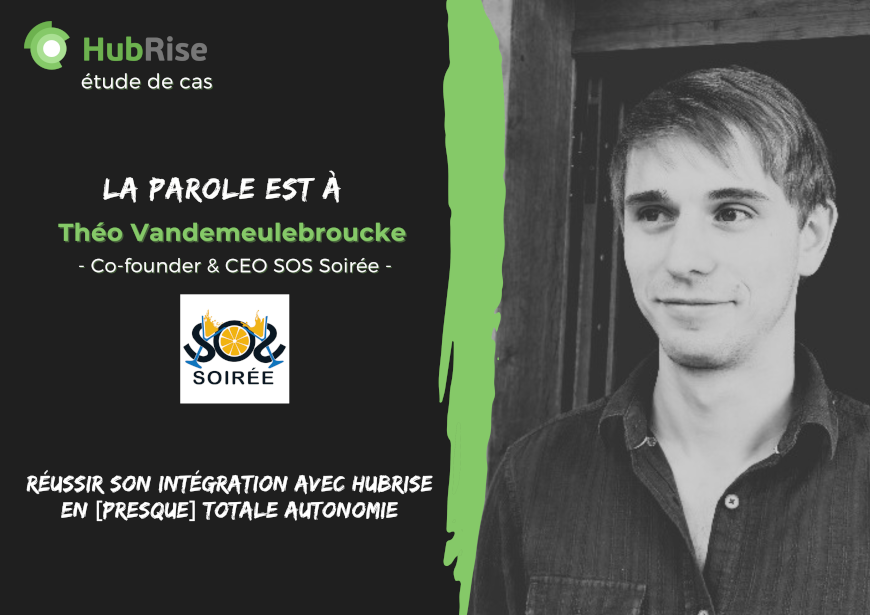 HubRise
étude de cas
LA PAROLE EST À
Théo Vandemeulebroucke
- Co-founder & CEO SOS Soirée -
SOS
SOIRÉE
RÉUSSIR SON INTÉGRATION AVEC HUBRISE
EN [PRESQUE] TOTALE AUTONOMIE